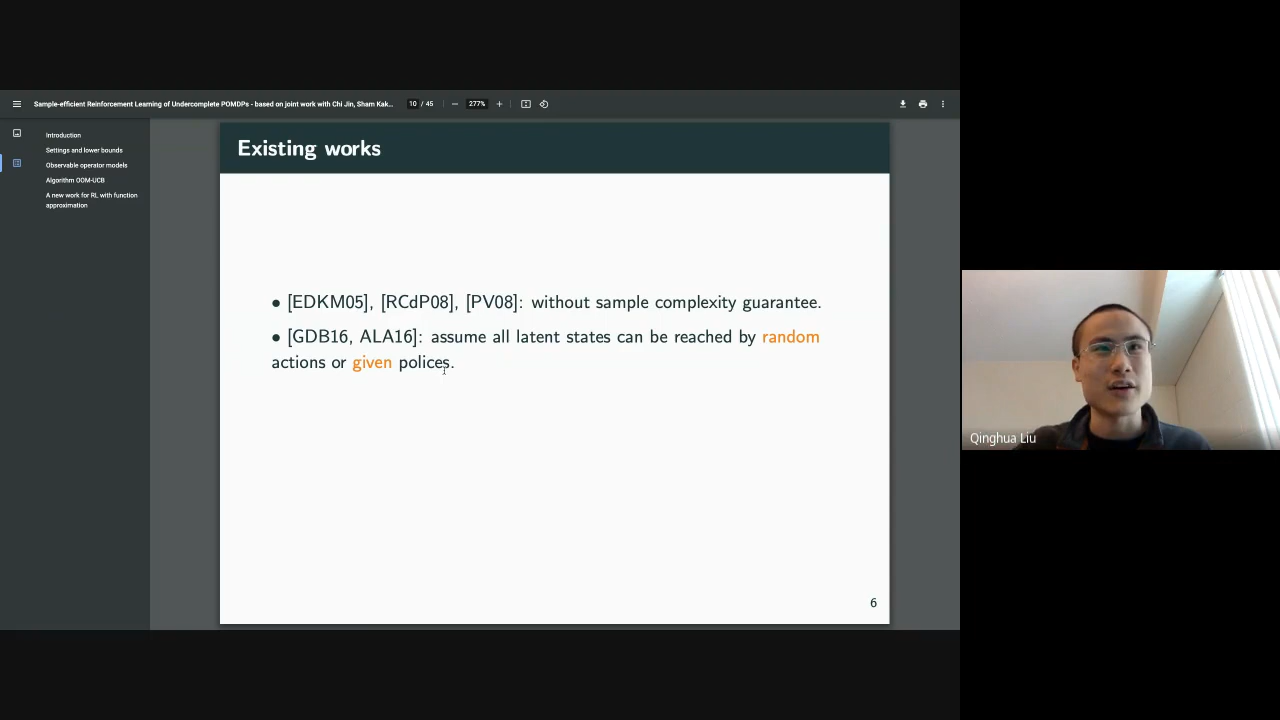 Sample-efficient Reinforcement Learning of Undercomplete POMDPs - based on joint work with Chi Jin, Sham Kak...
10 / 45
277%
Introduction
Settings and lower bounds
Observable operator models
Algorithm OOM-UCB
A new work for RL with function
approximation
Existing works
• [EDKM05], [RCdP08], [PV08]: without sample complexity guarantee.
• [GDB16, ALA16]: assume all latent states can be reached by random
actions or given polices.
6
Qinghua Liu